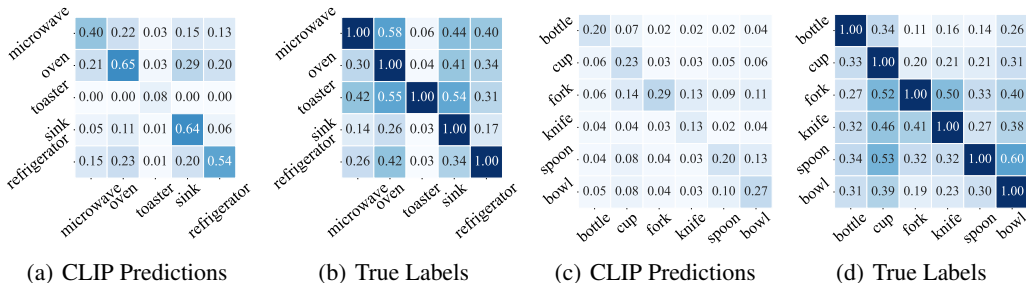 microwave 0.40 0.22 0.03 0.15 0.13
oven 0.21 0.65 0.03 0.29 0.20
toaster 0.00 0.00 0.08 0.00 0.00
sink 0.05 0.11 0.01 0.64 0.06
refrigerator 0.15 0.23 0.01 0.20 0.54
microwave oven toaster sink refrigerator
(a) CLIP Predictions
microwave 1.00 0.58 0.06 0.44 0.40
oven 0.30 1.00 0.04 0.41 0.34
toaster 0.42 0.55 1.00 0.54 0.31
sink 0.14 0.26 0.03 1.00 0.17
refrigerator 0.26 0.42 0.03 0.34 1.00
microwave oven toaster sink refrigerator
(b) True Labels
bottle 0.20 0.07 0.02 0.02 0.02 0.04
cup 0.06 0.23 0.03 0.03 0.05 0.06
fork 0.06 0.14 0.29 0.13 0.09 0.11
knife 0.04 0.04 0.03 0.13 0.02 0.04
spoon 0.04 0.08 0.04 0.03 0.20 0.13
bowl 0.05 0.08 0.04 0.03 0.10 0.27
bottle cup fork knife spoon bowl
(c) CLIP Predictions
bottle 1.00 0.34 0.11 0.16 0.14 0.26
cup 0.33 1.00 0.20 0.21 0.21 0.31
fork 0.27 0.52 1.00 0.50 0.33 0.40
knife 0.32 0.46 0.41 1.00 0.27 0.38
spoon 0.34 0.53 0.32 0.32 1.00 0.60
bowl 0.31 0.39 0.19 0.23 0.30 1.00
bottle cup fork knife spoon bowl
(d) True Labels